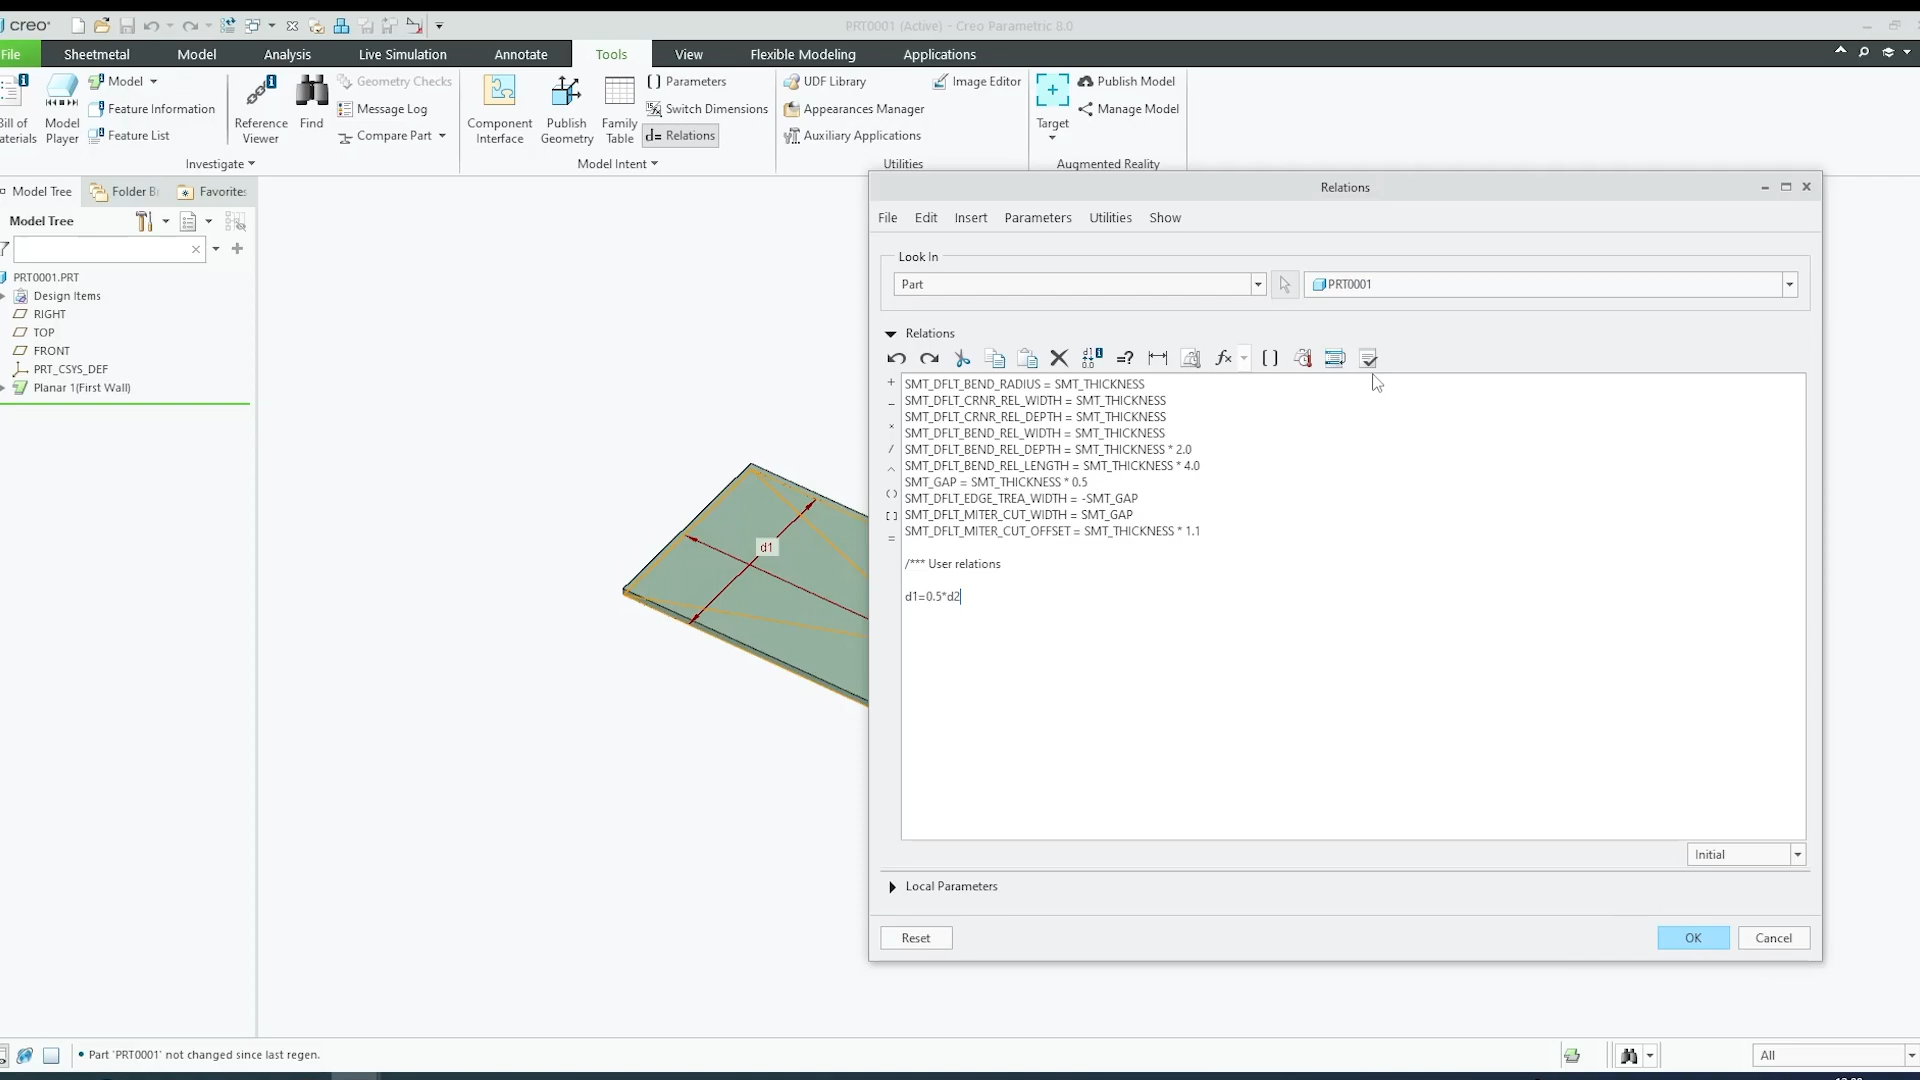 creo
PRT0001 (Active) - Creo Parametric 8.0
File
Sheetmetal
Model
Analysis
Live Simulation
Annotate
Tools
View
Flexible Modeling
Applications
Bill of
Materials
Model
Player
Model
Feature Information
Feature List
Reference
Viewer
Find
Geometry Checks
Message Log
Compare Part
Investigate
Component
Interface
Publish
Geometry
Family
Table
Parameters
Switch Dimensions
d= Relations
Model Intent
UDF Library
Appearances Manager
Auxiliary Applications
Image Editor
Utilities
Target
Publish Model
Manage Model
Augmented Reality
Model Tree
Folder B
Favorites
Model Tree
PRT0001.PRT
Design Items
RIGHT
TOP
FRONT
PRT_CSYS_DEF
Planar 1(First Wall)
d1
Relations
File
Edit
Insert
Parameters
Utilities
Show
Look In
Part
PRT0001
Relations
SMT_DFLT_BEND_RADIUS = SMT_THICKNESS
SMT_DFLT_CRNR_REL_WIDTH = SMT_THICKNESS
SMT_DFLT_CRNR_REL_DEPTH = SMT_THICKNESS
SMT_DFLT_BEND_REL_WIDTH = SMT_THICKNESS
SMT_DFLT_BEND_REL_DEPTH = SMT_THICKNESS * 2.0
SMT_DFLT_BEND_REL_LENGTH = SMT_THICKNESS * 4.0
SMT_GAP = SMT_THICKNESS * 0.5
SMT_DFLT_EDGE_TREA_WIDTH = -SMT_GAP
SMT_DFLT_MITER_CUT_WIDTH = SMT_GAP
SMT_DFLT_MITER_CUT_OFFSET = SMT_THICKNESS * 1.1
/*** User relations
d1=0.5*d2
Initial
Local Parameters
Reset
OK
Cancel
• Part 'PRT0001' not changed since last regen.
All